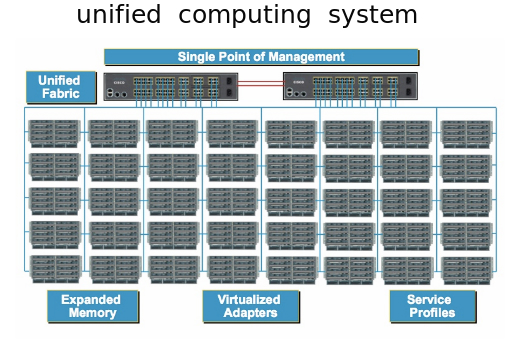 unified computing system
Single Point of Management
Unified
Fabric
Expanded
Memory
Virtualized
Adapters
Service
Profiles